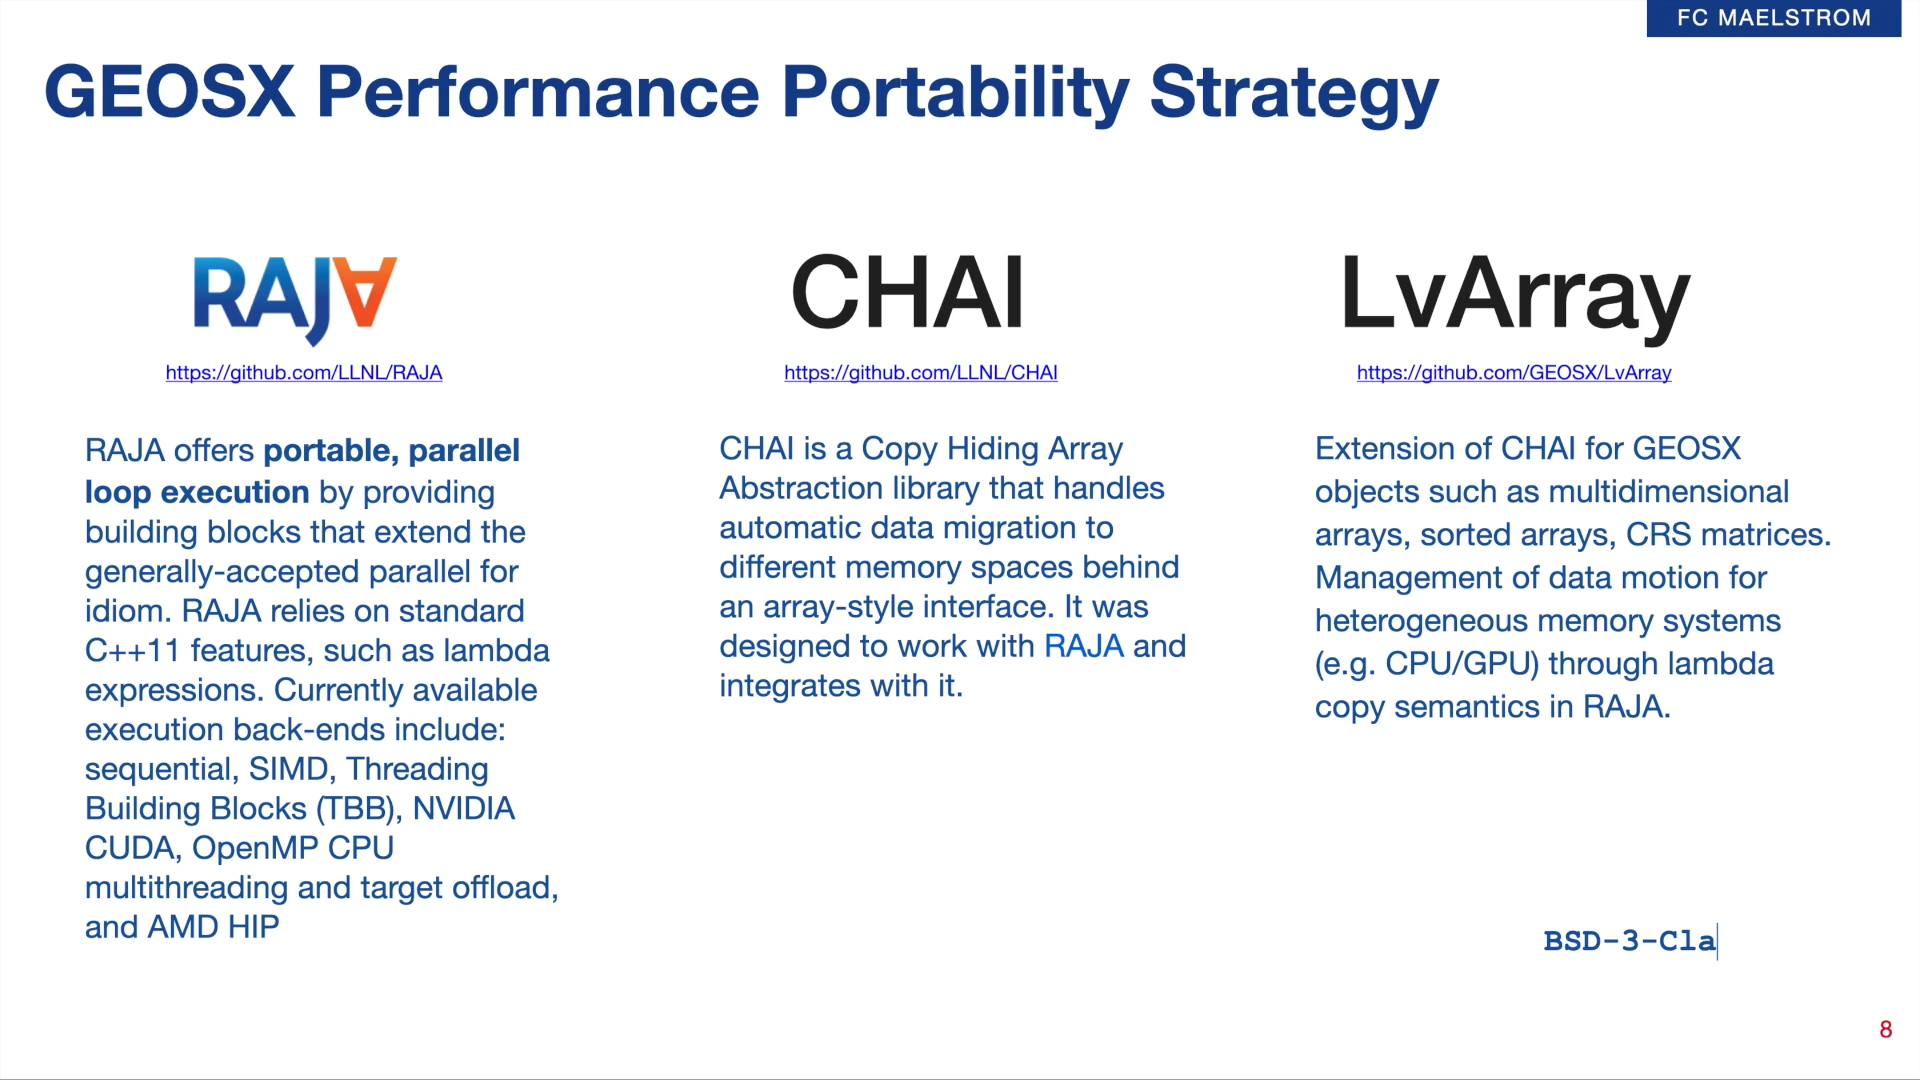 FC MAELSTROM
GEOSX Performance Portability Strategy
RAJA
https://github.com/LLNL/RAJA
RAJA offers portable, parallel
loop execution by providing
building blocks that extend the
generally-accepted parallel for
idiom. RAJA relies on standard
C++11 features, such as lambda
expressions. Currently available
execution back-ends include:
sequential, SIMD, Threading
Building Blocks (TBB), NVIDIA
CUDA, OpenMP CPU
multithreading and target offload,
and AMD HIP
CHAI
https://github.com/LLNL/CHAI
CHAI is a Copy Hiding Array
Abstraction library that handles
automatic data migration to
different memory spaces behind
an array-style interface. It was
designed to work with RAJA and
integrates with it.
LvArray
https://github.com/GEOSX/LvArray
Extension of CHAI for GEOSX
objects such as multidimensional
arrays, sorted arrays, CRS matrices.
Management of data motion for
heterogeneous memory systems
(e.g. CPU/GPU) through lambda
copy semantics in RAJA.
BSD-3-Cla
8